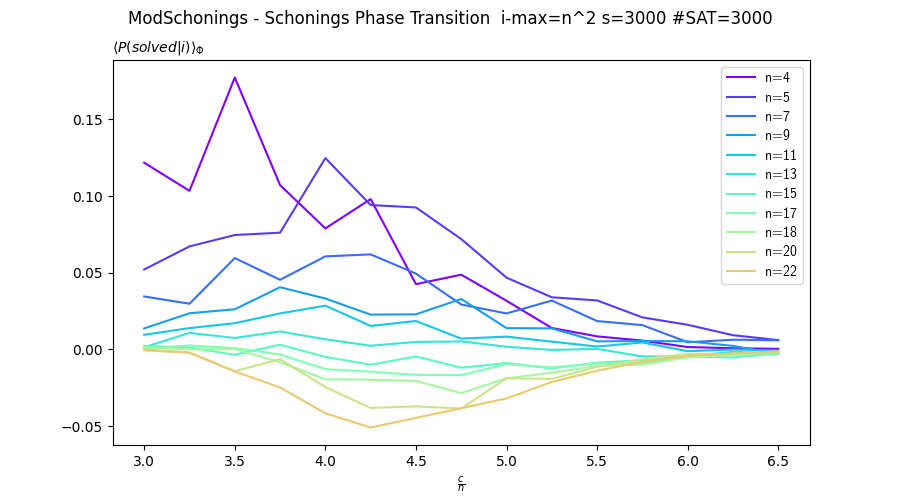 ModSchonings - Schonings Phase Transition  i-max=n^2 s=3000 #SAT=3000
⟨P(solved|i)⟩Φ
n=4
n=5
n=7
n=9
n=11
n=13
n=15
n=17
n=18
n=20
n=22
0.15
0.10
0.05
0.00
−0.05
3.0 3.5 4.0 4.5 5.0 5.5 6.0 6.5
c
n